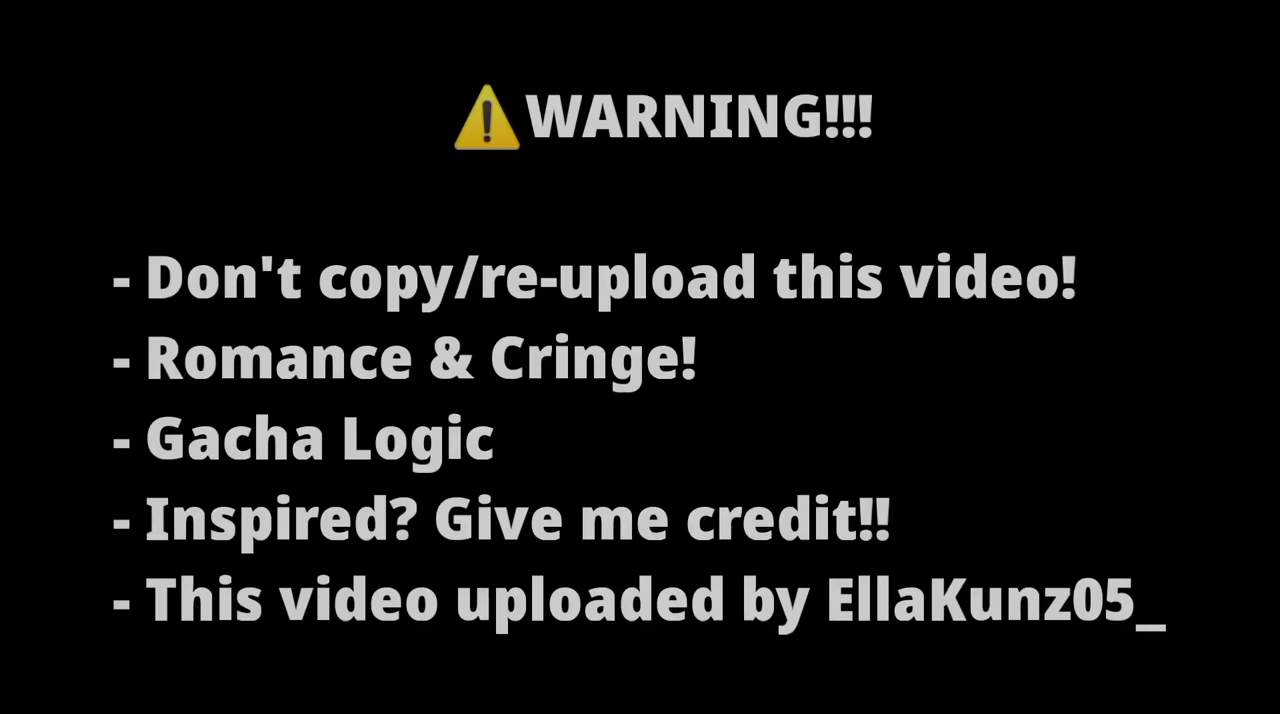 ⚠️WARNING!!!
- Don't copy/re-upload this video!
- Romance & Cringe!
- Gacha Logic
- Inspired? Give me credit!!
- This video uploaded by EllaKunz05_